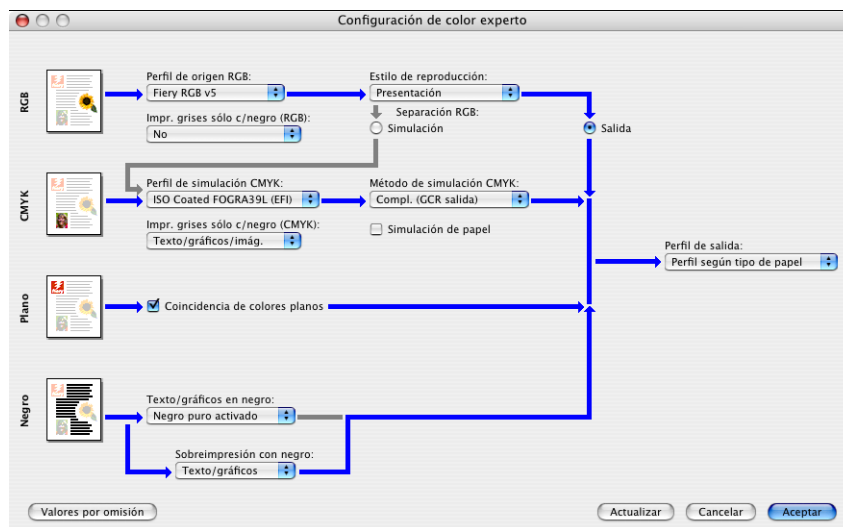 Configuración de color experto
RGB
Perfil de origen RGB:
Fiery RGB v5
Estilo de reproducción:
Presentación
Impr. grises sólo c/negro (RGB):
No
Separación RGB:
Simulación
Salida
CMYK
Perfil de simulación CMYK:
ISO Coated FOGRA39L (EFI)
Método de simulación CMYK:
Compl. (GCR salida)
Impr. grises sólo c/negro (CMYK):
Texto/gráficos/imág.
Simulación de papel
Perfil de salida:
Perfil según tipo de papel
Plano
Coincidencia de colores planos
Negro
Texto/gráficos en negro:
Negro puro activado
Sobreimpresión con negro:
Texto/gráficos
Valores por omisión
Actualizar
Cancelar
Aceptar